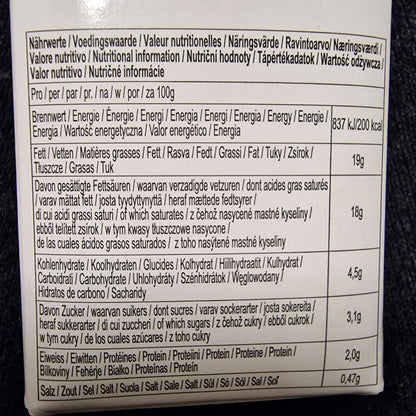 Nährwerte / Voedingswaarde / Valeur nutritionelles / Näringsvärde / Ravintoarvo/ Næringsværdi /
Valore nutritivo / Nutritional information / Nutriční hodnoty / Tápértékadatok / Wartość odżywcza /
Valor nutritivo / Nutričné informácie
Pro / per / par / pr. / na / w / por / za 100g
Brennwert / Energie / Énergie / Energi / Energia / Energi / Energia / Energy / Energie /
Energia / Wartość energetyczna / Valor energético / Energia
837 kJ/200 kcal
Fett / Vetten / Matières grasses / Fett / Rasva / Fedt / Grassi / Fat / Tuky / Zsírok /
Tłuszcze / Grasas / Tuk
19g
Davon gesättigte Fettsäuren / waarvan verzadigde vetzuren / dont acides gras saturés
/ varav mättat fett / josta tyydyttynyttä / heraf mættede fedtsyrer /
di cui acidi grassi saturi / of which saturates / z čehož nasycené mastné kyseliny /
ebből telített zsírok / w tym kwasy tłuszczowe nasycone /
de las cuales ácidos grasos saturados / z toho nasýtené mastné kyseliny
18g
Kohlenhydrate / Koolhydraten / Glucides / Kolhydrat / Hiilihydraatit / Kulhydrat /
Carboidrati / Carbohydrate / Uhlohydráty / Szénhidrátok / Węglowodany /
Hidratos de carbono / Sacharidy
4,5g
Davon Zucker / waarvan suikers / dont sucres / varav sockerarter / josta sokereita /
heraf sukkerarter / di cui zuccheri / of which sugars / z čehož cukry / ebből cukrok /
w tym cukry / de los cuales azúcares / z toho cukry
3,1g
Eiweiss / Eiwitten / Protéines / Protein / Proteiini / Protein / Proteine / Protein /
Bílkoviny / Fehérje / Białko / Proteínas / Protein
2,0g
Salz / Zout / Sel / Salt / Suola / Salt / Sale / Salt / Sůl / Só / Sól / Sal / Soľ
0,47g